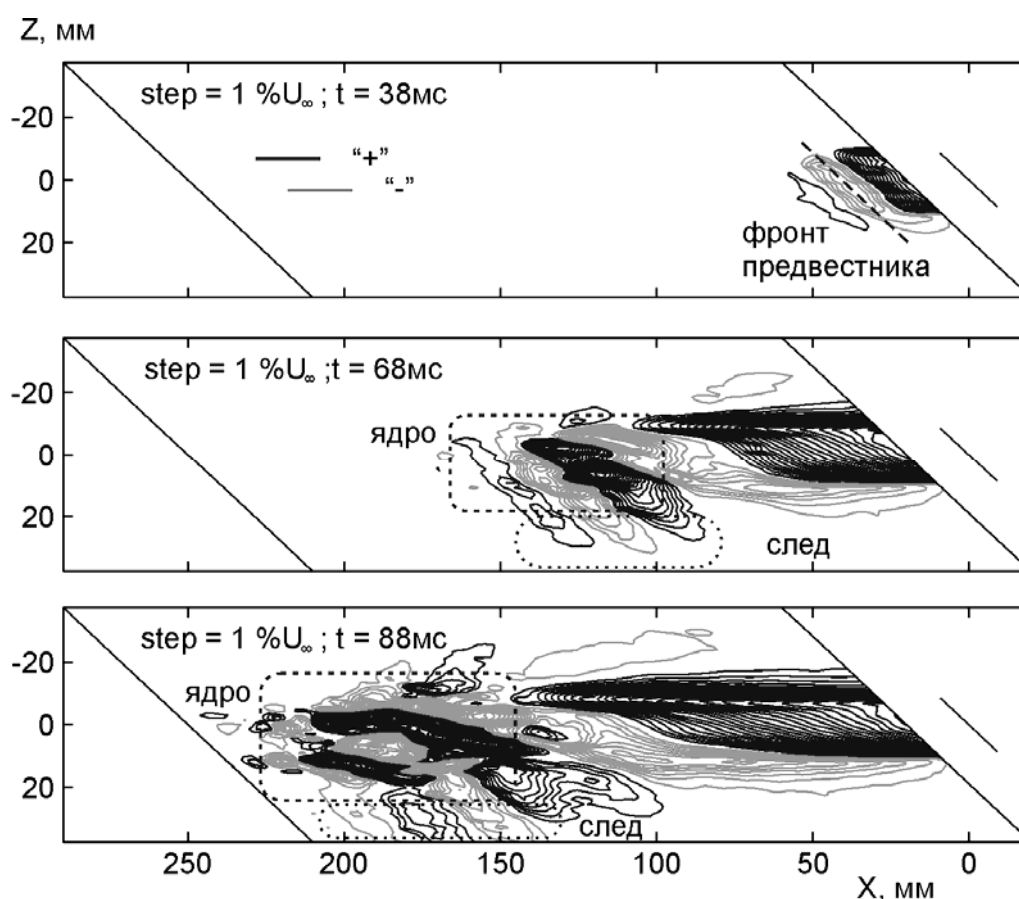 Z, мм
step = 1 %U∞ ; t = 38мс
"+"
"-"
-20
0
20
фронт
предвестника
step = 1 %U∞ ;t = 68мс
-20
0
20
ядро
след
step = 1 %U∞ ; t = 88мс
-20
0
20
ядро
след
250 200 150 100 50 0
X, мм